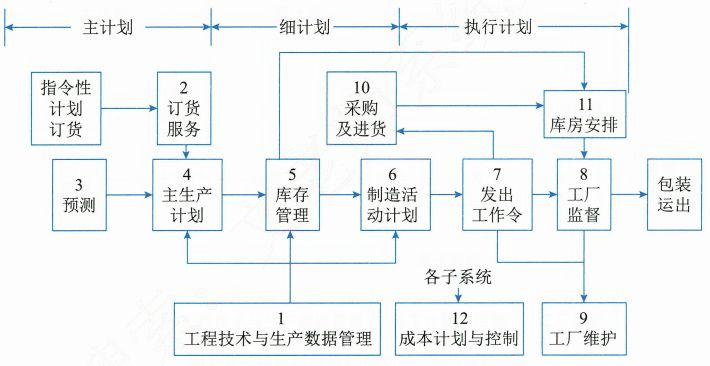 主计划
细计划
执行计划
指令性
计划
订货
2
订货
服务
10
采购
及进货
11
库房安排
3
预测
4
主生产
计划
5
库存
管理
6
制造活
动计划
7
发出
工作令
8
工厂
监督
包装
运出
各子系统
1
工程技术与生产数据管理
12
成本计划与控制
9
工厂维护